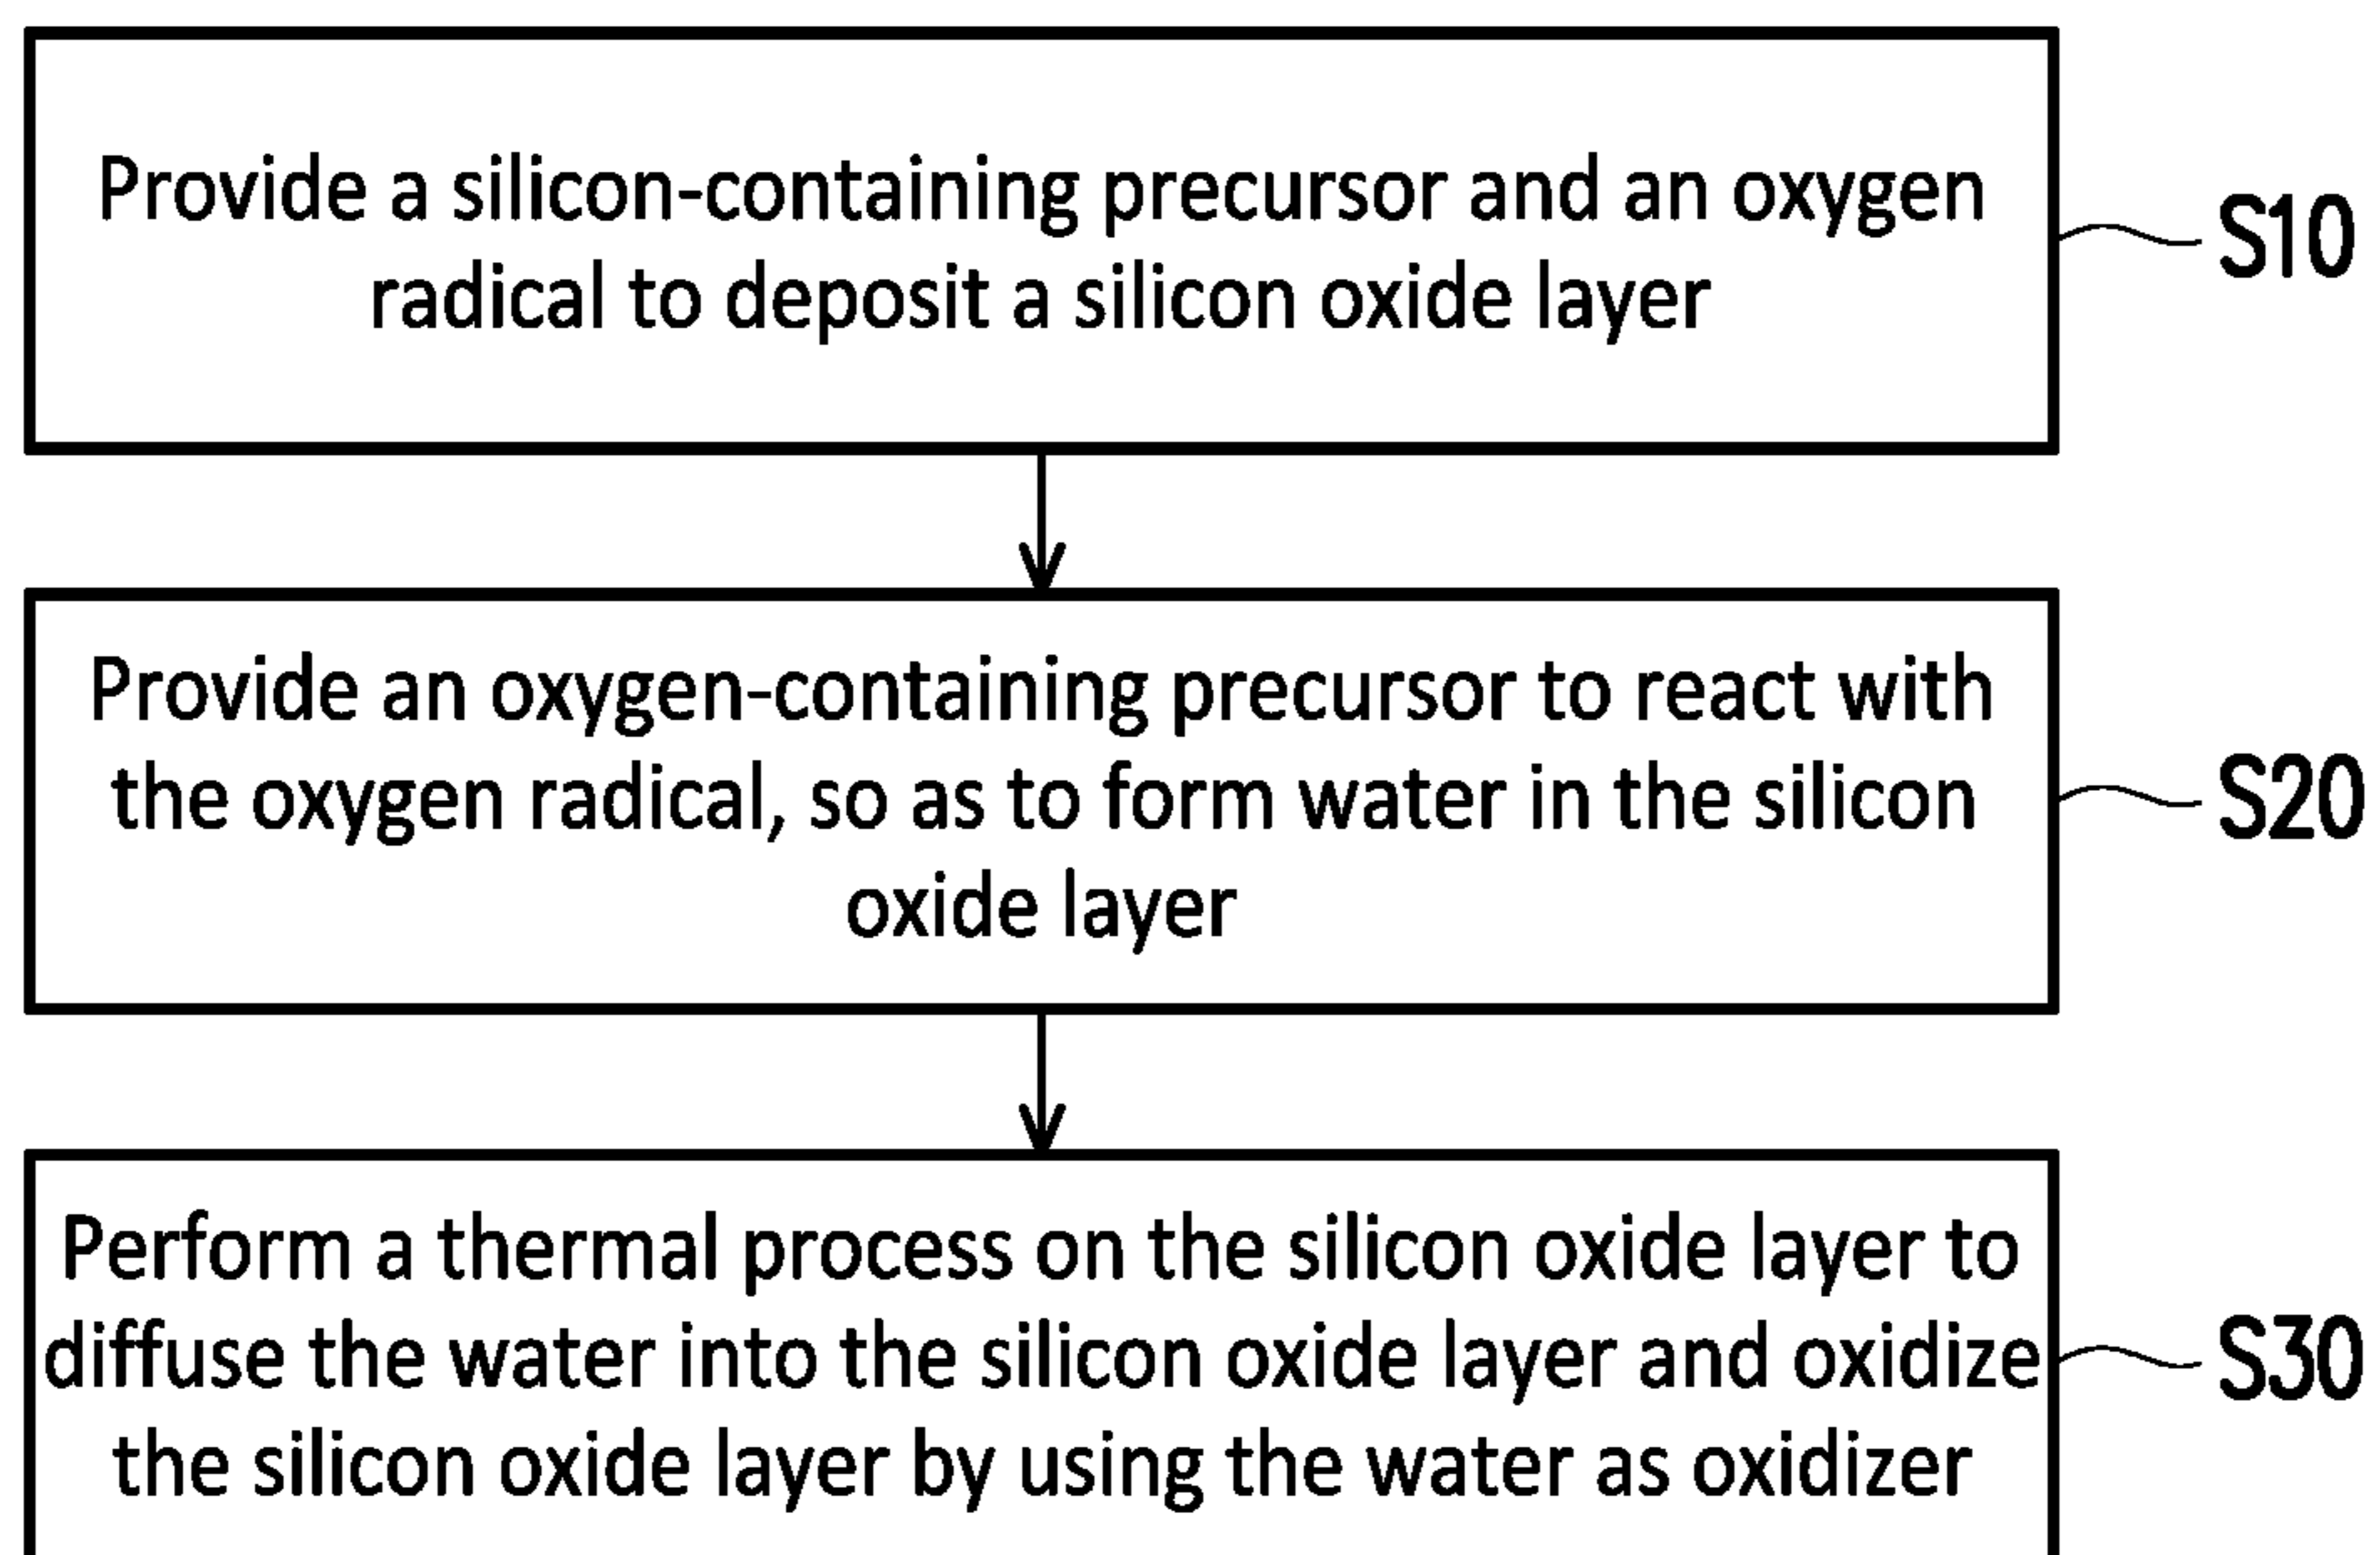 Provide a silicon-containing precursor and an oxygen
radical to deposit a silicon oxide layer
S10
Provide an oxygen-containing precursor to react with
the oxygen radical, so as to form water in the silicon
oxide layer
S20
Perform a thermal process on the silicon oxide layer to
diffuse the water into the silicon oxide layer and oxidize
the silicon oxide layer by using the water as oxidizer
S30